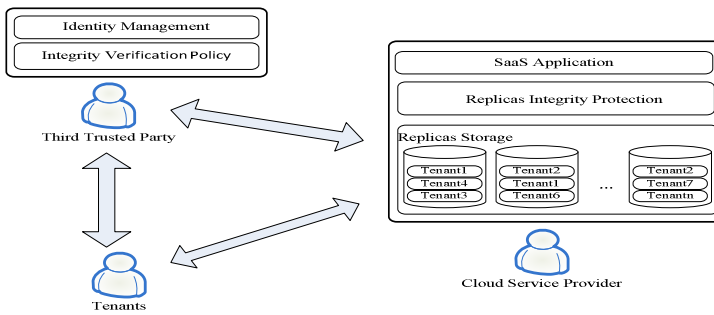 Identity Management
Integrity Verification Policy
Third Trusted Party
SaaS Application
Replicas Integrity Protection
Replicas Storage
Tenant1
Tenant4
Tenant3
Tenant2
Tenant1
Tenant6
...
Tenant2
Tenant7
Tenantn
Cloud Service Provider
Tenants